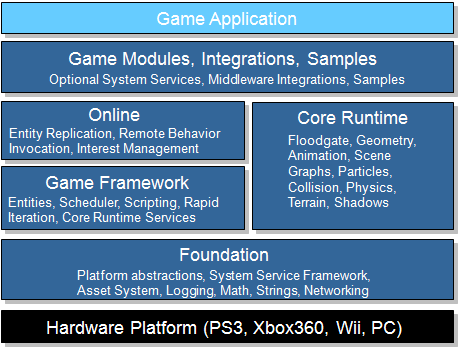 Game Application
Game Modules, Integrations, Samples
Optional System Services, Middleware Integrations, Samples
Online
Entity Replication, Remote Behavior
Invocation, Interest Management
Game Framework
Entities, Scheduler, Scripting, Rapid
Iteration, Core Runtime Services
Core Runtime
Floodgate, Geometry,
Animation, Scene
Graphs, Particles,
Collision, Physics,
Terrain, Shadows
Foundation
Platform abstractions, System Service Framework,
Asset System, Logging, Math, Strings, Networking
Hardware Platform (PS3, Xbox360, Wii, PC)